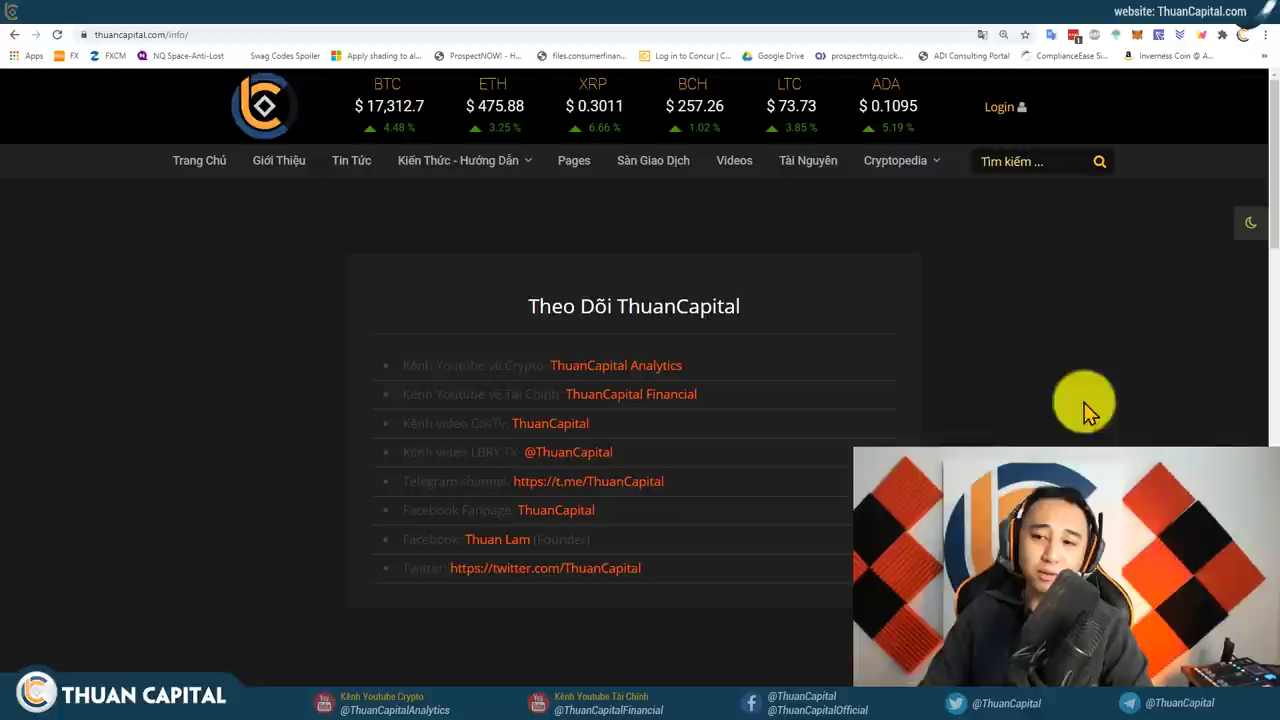 website: ThuanCapital.com
thuancapital.com/info/
Apps FX FXCM NQ Space-Anti-Lost Swag Codes Spoiler Apply shading to al... ProspectNOW! - h... files.consumerfinan... Log in to Concur | C... Google Drive prospectmtg.quick... ADI Consulting Portal ComplianceEase Si... Inverness Coin @ A... »
BTC ETH XRP BCH LTC ADA
$ 17,312.7 $ 475.88 $ 0.3011 $ 257.26 $ 73.73 $ 0.1095
4.48 % 3.25 % 6.66 % 1.02 % 3.85 % 5.19 %
Login
Trang Chủ Giới Thiệu Tin Tức Kiến Thức - Hướng Dẫn Pages Sàn Giao Dịch Videos Tài Nguyên Cryptopedia Tìm kiếm ...
Theo Dõi ThuanCapital
Kênh Youtube về Crypto: ThuanCapital Analytics
Kênh Youtube về Tài Chính: ThuanCapital Financial
Kênh video CosTv: ThuanCapital
Kênh video LBRY TV: @ThuanCapital
Telegram channel: https://t.me/ThuanCapital
Facebook Fanpage: ThuanCapital
Facebook: Thuan Lam (Founder)
Twitter: https://twitter.com/ThuanCapital
THUAN CAPITAL
Kênh Youtube Crypto
@ThuanCapitalAnalytics
Kênh Youtube Tài Chính
@ThuanCapitalFinancial
@ThuanCapital
@ThuanCapitalOfficial
@ThuanCapital
@ThuanCapital